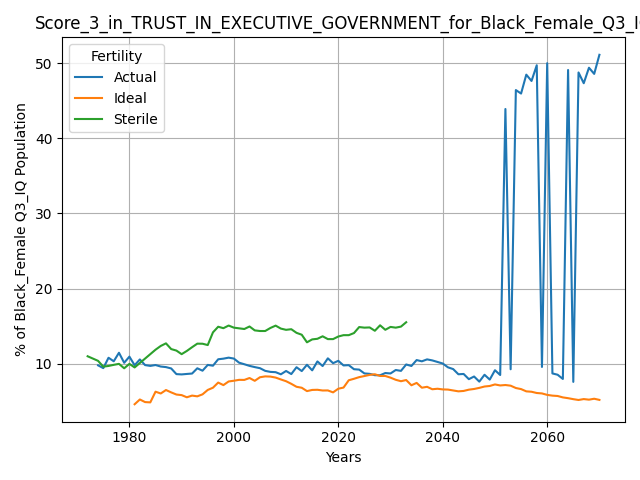 Score_3_in_TRUST_IN_EXECUTIVE_GOVERNMENT_for_Black_Female_Q3_I
Fertility
Actual
Ideal
Sterile
% of Black_Female Q3_IQ Population
50
40
30
20
10
1980
2000
2020
2040
2060
Years